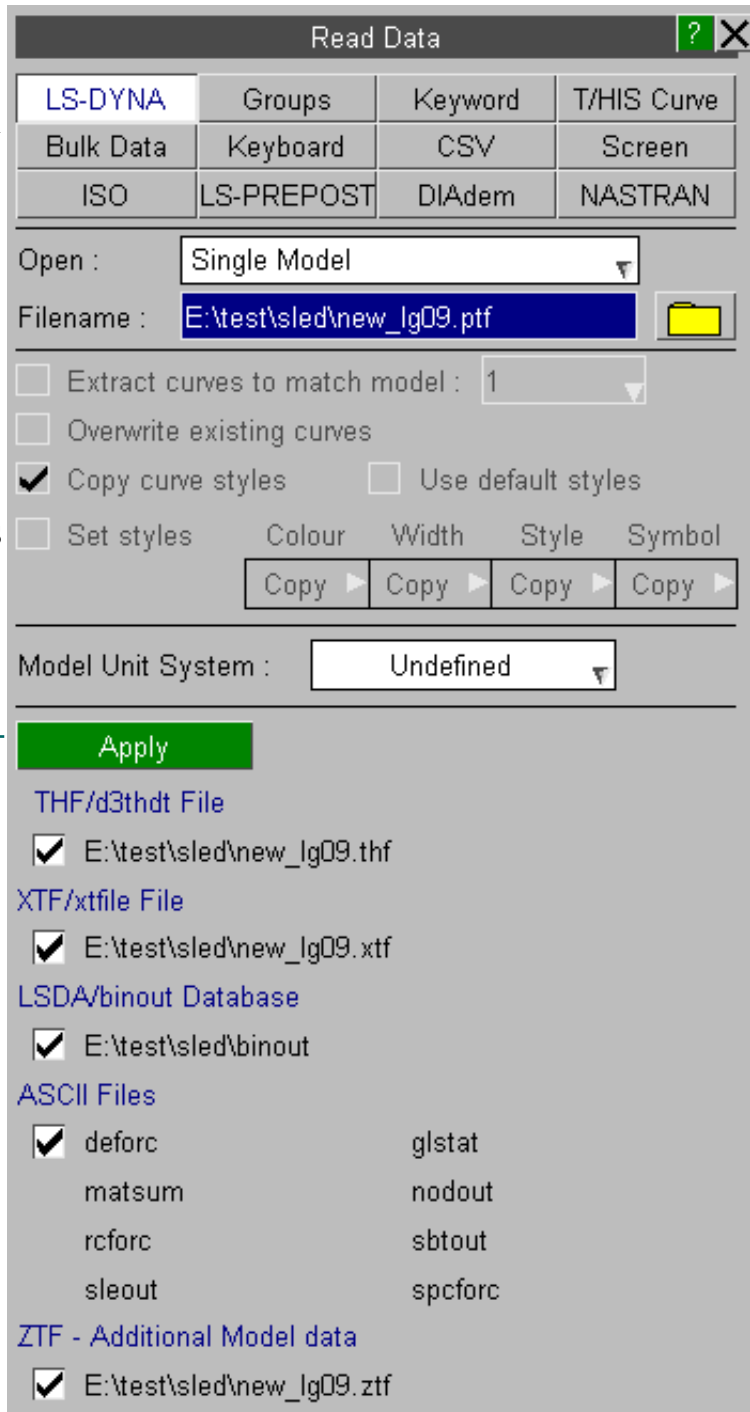 Read Data ? X
LS-DYNA Groups Keyword T/HIS Curve
Bulk Data Keyboard CSV Screen
ISO LS-PREPOST DIAdem NASTRAN
Open : Single Model
Filename : E:\test\sled\new_lg09.ptf
Extract curves to match model : 1
Overwrite existing curves
Copy curve styles Use default styles
Set styles Colour Width Style Symbol
Copy Copy Copy Copy
Model Unit System : Undefined
Apply
THF/d3thdt File
E:\test\sled\new_lg09.thf
XTF/xtfile File
E:\test\sled\new_lg09.xtf
LSDA/binout Database
E:\test\sled\binout
ASCII Files
deforc glstat
matsum nodout
rcforc sbtout
sleout spcforc
ZTF - Additional Model data
E:\test\sled\new_lg09.ztf